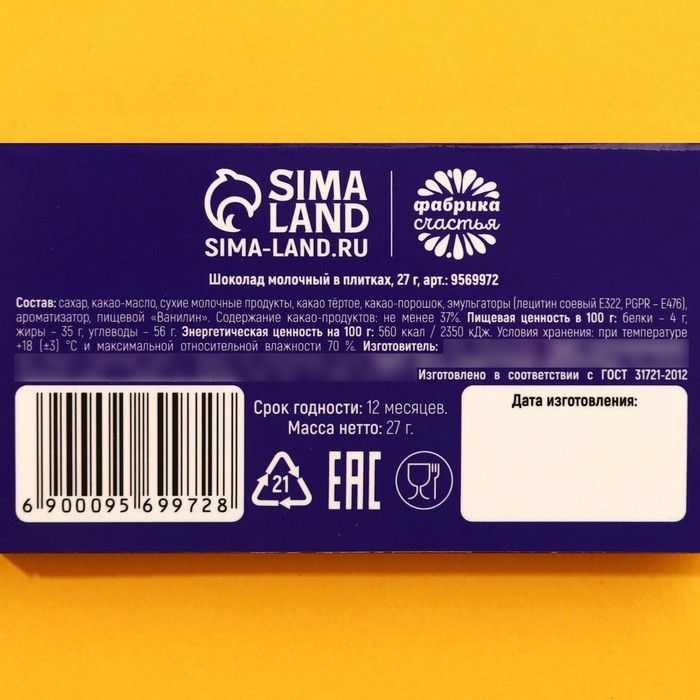 SIMA
LAND
SIMA-LAND.RU
фабрика
счастья
Шоколад молочный в плитках, 27 г, арт.: 9569972
Состав: сахар, какао-масло, сухие молочные продукты, какао тёртое, какао-порошок, эмульгаторы (лецитин соевый Е322, PGPR – Е476),
ароматизатор, пищевой «Ванилин». Содержание какао-продуктов: не менее 37%. Пищевая ценность в 100 г: белки – 4 г,
жиры – 35 г, углеводы – 56 г. Энергетическая ценность на 100 г: 560 ккал / 2350 кДж. Условия хранения: при температуре
+18 (±3) °C и максимальной относительной влажности 70 %. Изготовитель:
Изготовлено в соответствии с ГОСТ 31721-2012
Срок годности: 12 месяцев.
Масса нетто: 27 г.
Дата изготовления:
21
EAC
6 900095 699728